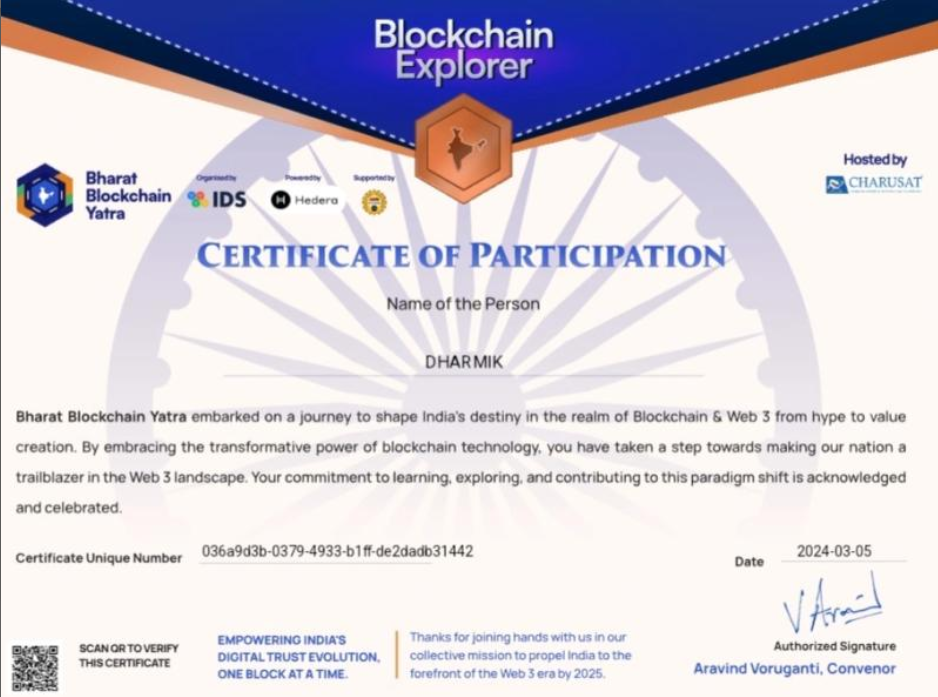 Blockchain
Explorer
Hosted by
CHARUSAT
Bharat
Blockchain
Yatra
Organised by
IDS
Powered by
H Hedera
Supported by
CERTIFICATE OF PARTICIPATION
Name of the Person
DHARMIK
Bharat Blockchain Yatra embarked on a journey to shape India's destiny in the realm of Blockchain & Web 3 from hype to value
creation. By embracing the transformative power of blockchain technology, you have taken a step towards making our nation a
trailblazer in the Web 3 landscape. Your commitment to learning, exploring, and contributing to this paradigm shift is acknowledged
and celebrated.
Certificate Unique Number 036a9d3b-0379-4933-b1ff-de2dadb31442
Date 2024-03-05
V Aravind
Authorized Signature
Aravind Voruganti, Convenor
SCAN QR TO VERIFY
THIS CERTIFICATE
EMPOWERING INDIA'S
DIGITAL TRUST EVOLUTION,
ONE BLOCK AT A TIME.
Thanks for joining hands with us in our
collective mission to propel India to the
forefront of the Web 3 era by 2025.